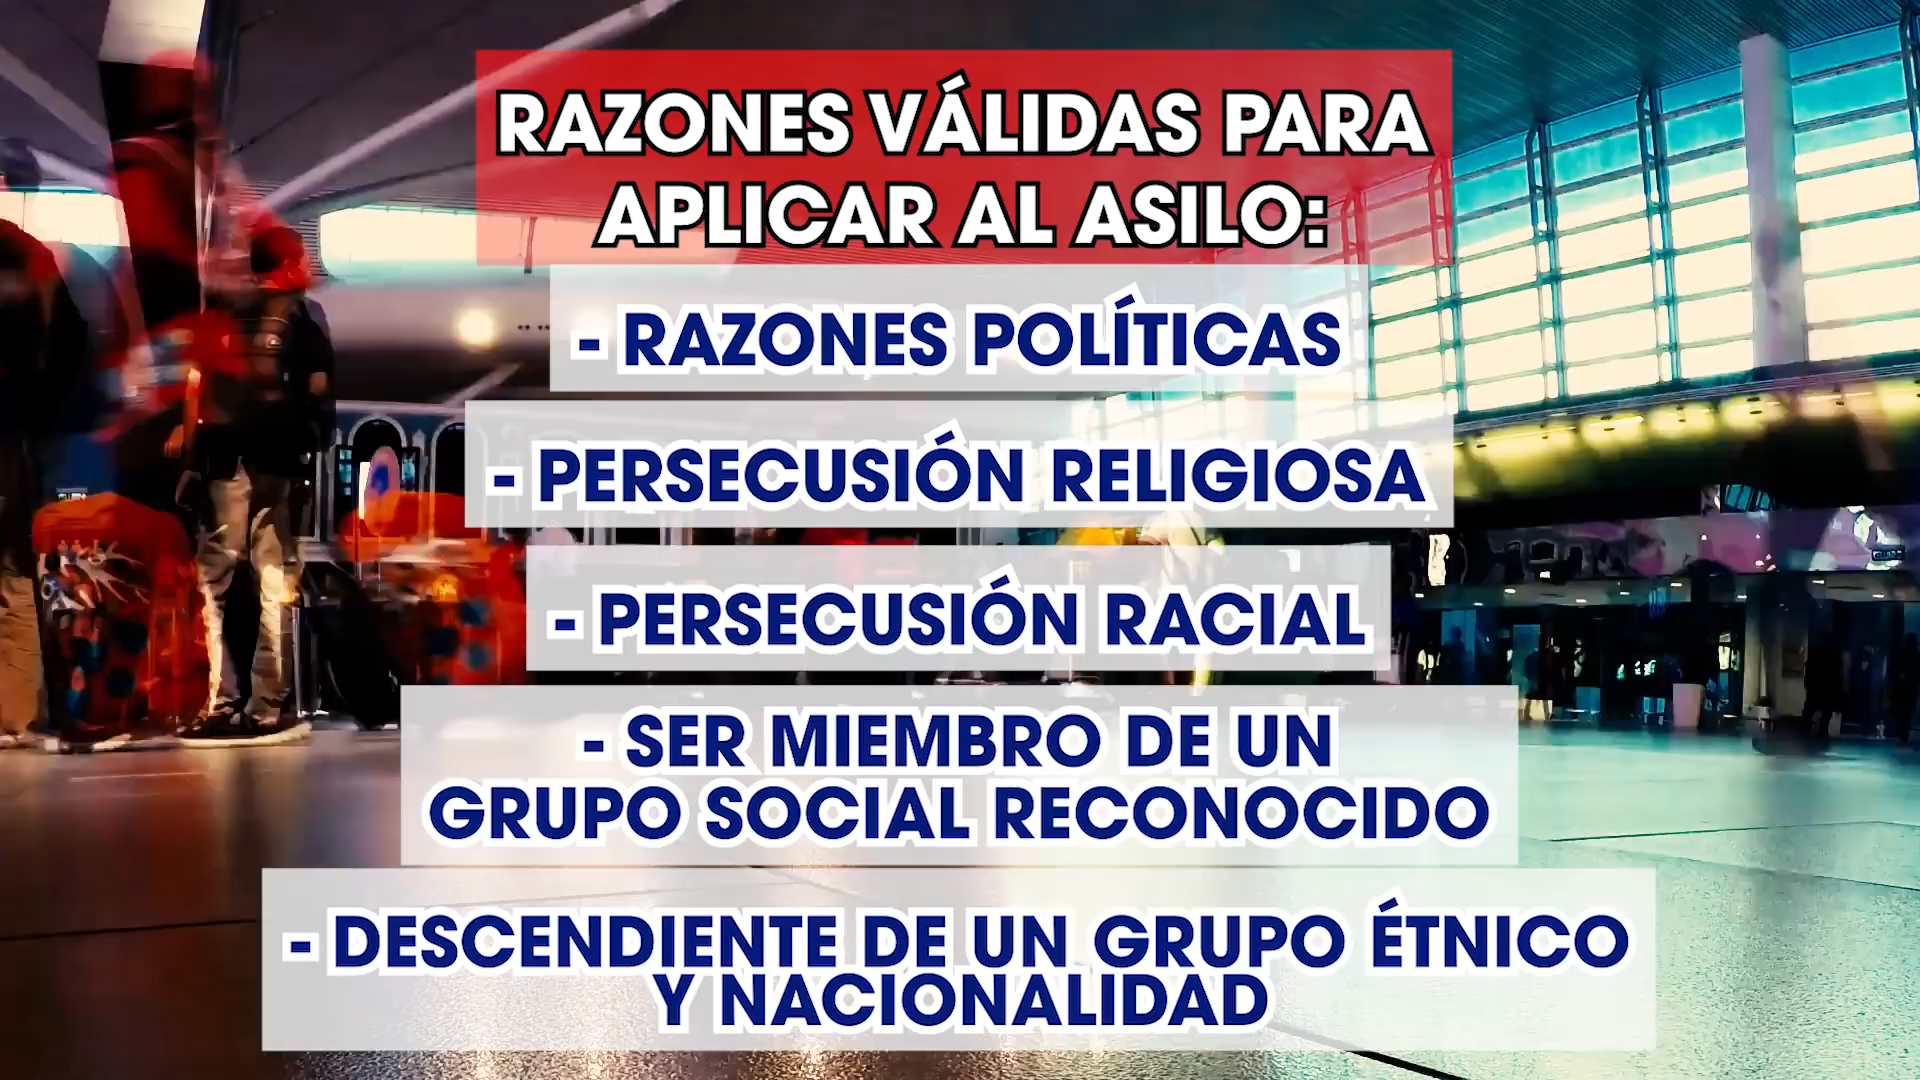 RAZONES VÁLIDAS PARA
APLICAR AL ASILO:
- RAZONES POLÍTICAS
- PERSECUSIÓN RELIGIOSA
- PERSECUSIÓN RACIAL
- SER MIEMBRO DE UN
GRUPO SOCIAL RECONOCIDO
- DESCENDIENTE DE UN GRUPO ÉTNICO
Y NACIONALIDAD